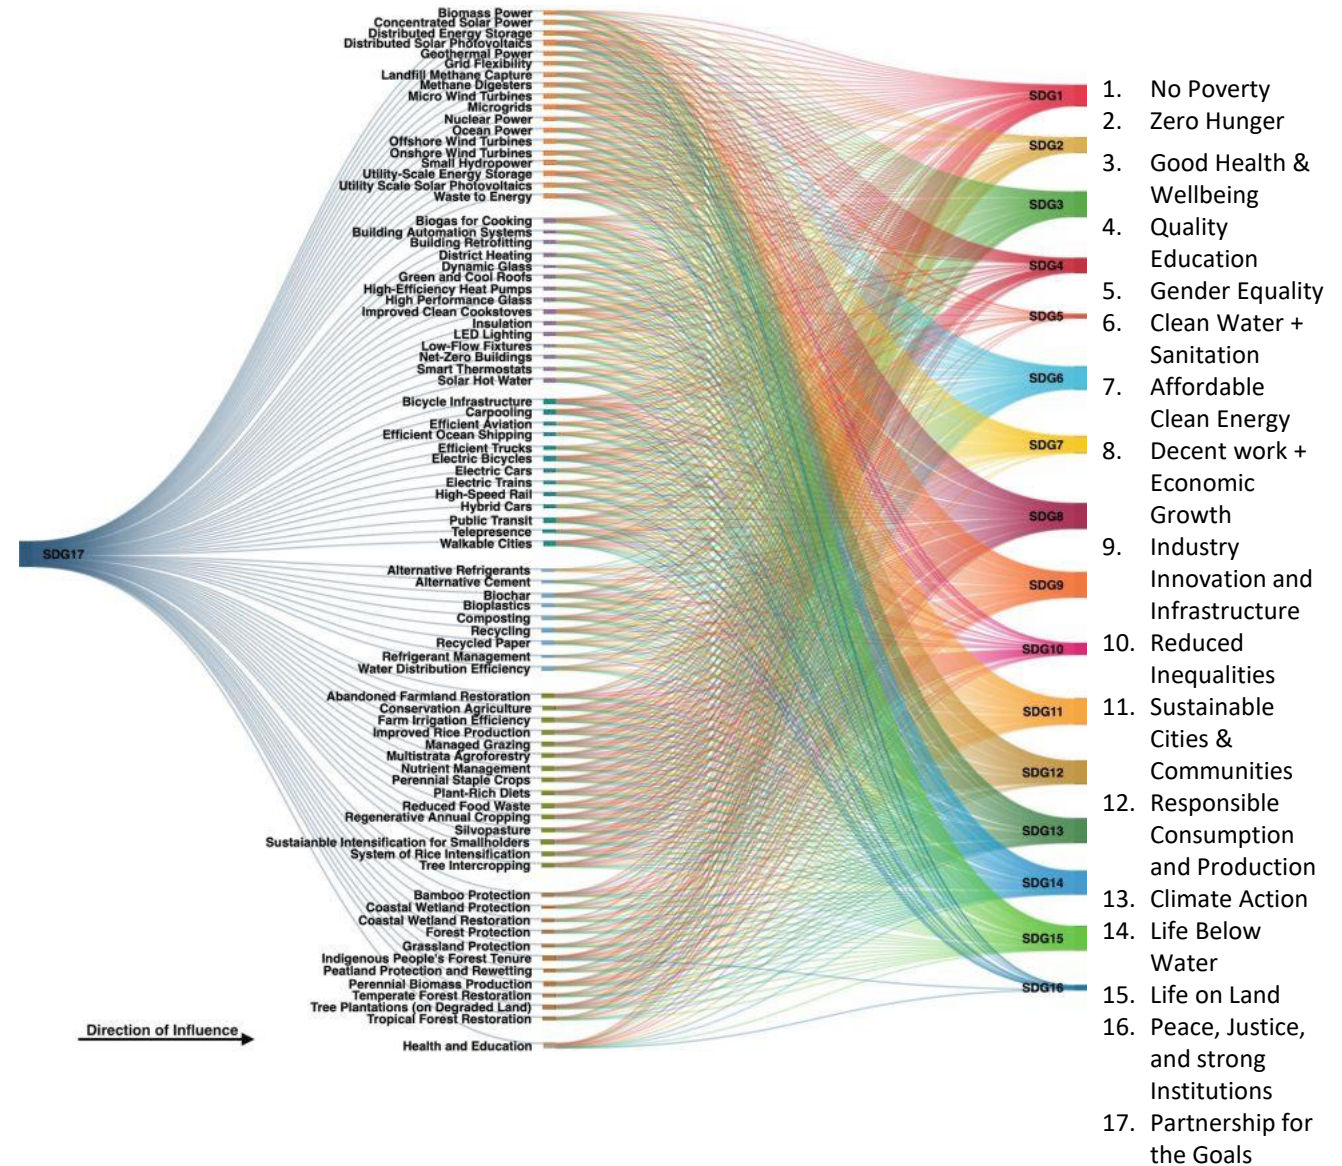 Biomass Power
Concentrated Solar Power
Distributed Energy Storage
Distributed Solar Photovoltaics
Geothermal Power
Grid Flexibility
Landfill Methane Capture
Methane Digesters
Micro Wind Turbines
Microgrids
Nuclear Power
Ocean Power
Offshore Wind Turbines
Onshore Wind Turbines
Small Hydropower
Utility-Scale Energy Storage
Utility Scale Solar Photovoltaics
Waste to Energy
Biogas for Cooking
Building Automation Systems
Building Retrofitting
District Heating
Dynamic Glass
Green and Cool Roofs
High-Efficiency Heat Pumps
High Performance Glass
Improved Clean Cookstoves
Insulation
LED Lighting
Low-Flow Fixtures
Net-Zero Buildings
Smart Thermostats
Solar Hot Water
Bicycle Infrastructure
Carpooling
Efficient Aviation
Efficient Ocean Shipping
Efficient Trucks
Electric Bicycles
Electric Cars
Electric Trains
High-Speed Rail
Hybrid Cars
Public Transit
Telepresence
Walkable Cities
SDG17
Alternative Refrigerants
Alternative Cement
Biochar
Bioplastics
Composting
Recycling
Recycled Paper
Refrigerant Management
Water Distribution Efficiency
Abandoned Farmland Restoration
Conservation Agriculture
Farm Irrigation Efficiency
Improved Rice Production
Managed Grazing
Multistrata Agroforestry
Nutrient Management
Perennial Staple Crops
Plant-Rich Diets
Reduced Food Waste
Regenerative Annual Cropping
Silvopasture
Sustaianble Intensification for Smallholders
System of Rice Intensification
Tree Intercropping
Bamboo Protection
Coastal Wetland Protection
Coastal Wetland Restoration
Forest Protection
Grassland Protection
Indigenous People's Forest Tenure
Peatland Protection and Rewetting
Perennial Biomass Production
Temperate Forest Restoration
Tree Plantations (on Degraded Land)
Tropical Forest Restoration
Health and Education
Direction of Influence
SDG1
SDG2
SDG3
SDG4
SDG5
SDG6
SDG7
SDG8
SDG9
SDG10
SDG11
SDG12
SDG13
SDG14
SDG15
SDG16
1. No Poverty
2. Zero Hunger
3. Good Health &
Wellbeing
4. Quality
Education
5. Gender Equality
6. Clean Water +
Sanitation
7. Affordable
Clean Energy
8. Decent work +
Economic
Growth
9. Industry
Innovation and
Infrastructure
10. Reduced
Inequalities
11. Sustainable
Cities &
Communities
12. Responsible
Consumption
and Production
13. Climate Action
14. Life Below
Water
15. Life on Land
16. Peace, Justice,
and strong
Institutions
17. Partnership for
the Goals